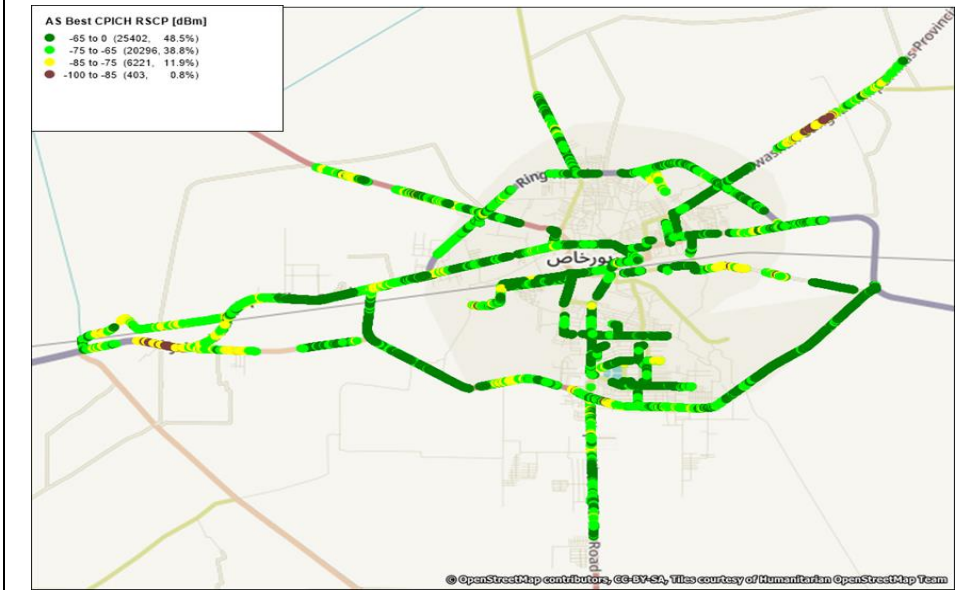 AS Best CPICH RSCP [dBm]
-65 to 0 (25402, 48.5%)
-75 to -65 (20296, 38.8%)
-85 to -75 (6221, 11.9%)
-100 to -85 (403, 0.8%)
as Provinci
Ring
بورخاص
Road
© OpenStreetMap contributors, CC-BY-SA, Tiles courtesy of Humanitarian OpenStreetMap Team